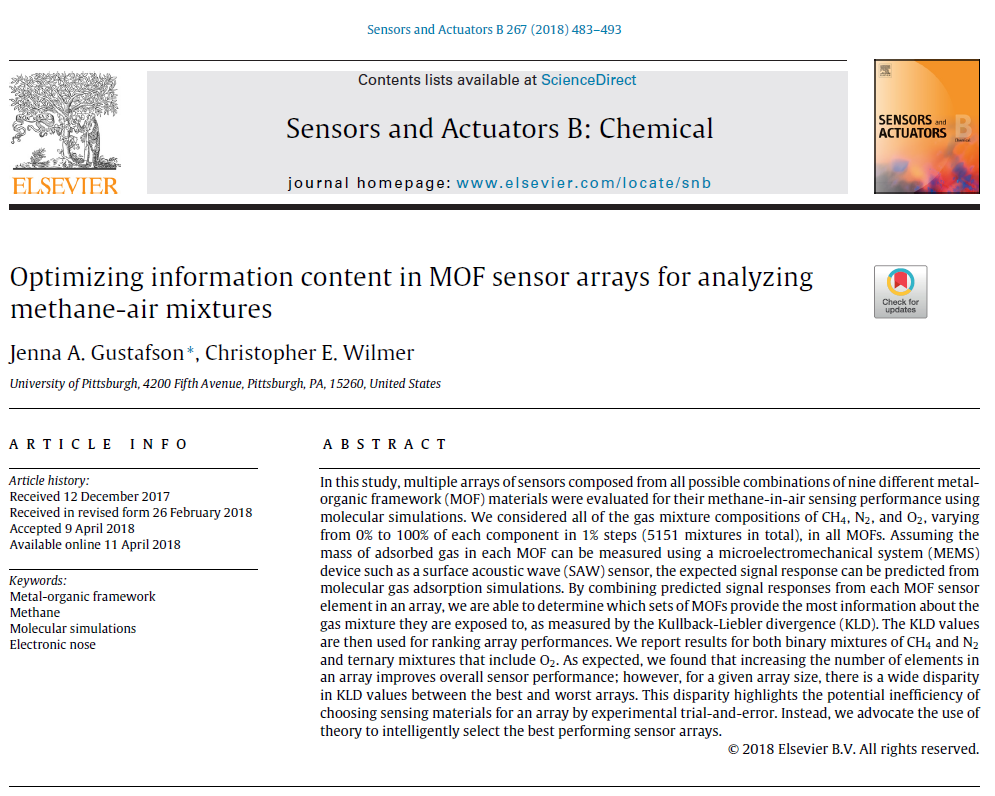 Sensors and Actuators B 267 (2018) 483–493
Contents lists available at ScienceDirect
Sensors and Actuators B: Chemical
journal homepage: www.elsevier.com/locate/snb
ELSEVIER
SENSORS and
ACTUATORS
B
Chemical
Optimizing information content in MOF sensor arrays for analyzing
methane-air mixtures
Check for
updates
Jenna A. Gustafson*, Christopher E. Wilmer
University of Pittsburgh, 4200 Fifth Avenue, Pittsburgh, PA, 15260, United States
ARTICLE INFO
Article history:
Received 12 December 2017
Received in revised form 26 February 2018
Accepted 9 April 2018
Available online 11 April 2018
Keywords:
Metal-organic framework
Methane
Molecular simulations
Electronic nose
ABSTRACT
In this study, multiple arrays of sensors composed from all possible combinations of nine different metal-
organic framework (MOF) materials were evaluated for their methane-in-air sensing performance using
molecular simulations. We considered all of the gas mixture compositions of CH₄, N₂, and O₂, varying
from 0% to 100% of each component in 1% steps (5151 mixtures in total), in all MOFs. Assuming the
mass of adsorbed gas in each MOF can be measured using a microelectromechanical system (MEMS)
device such as a surface acoustic wave (SAW) sensor, the expected signal response can be predicted from
molecular gas adsorption simulations. By combining predicted signal responses from each MOF sensor
element in an array, we are able to determine which sets of MOFs provide the most information about the
gas mixture they are exposed to, as measured by the Kullback-Liebler divergence (KLD). The KLD values
are then used for ranking array performances. We report results for both binary mixtures of CH₄ and N₂
and ternary mixtures that include O₂. As expected, we found that increasing the number of elements in
an array improves overall sensor performance; however, for a given array size, there is a wide disparity
in KLD values between the best and worst arrays. This disparity highlights the potential inefficiency of
choosing sensing materials for an array by experimental trial-and-error. Instead, we advocate the use of
theory to intelligently select the best performing sensor arrays.
© 2018 Elsevier B.V. All rights reserved.